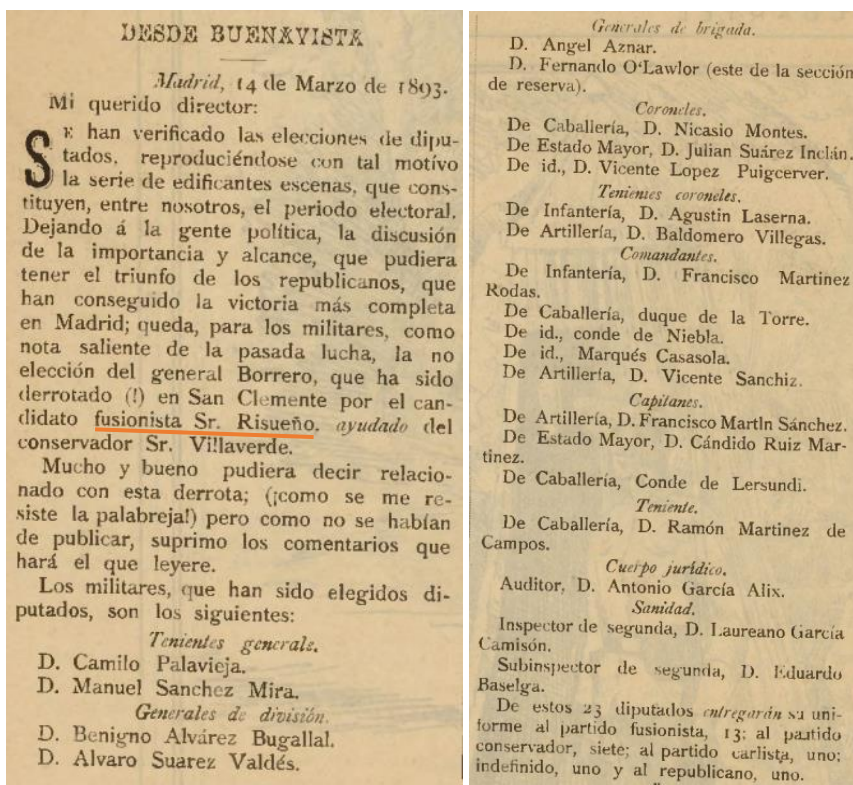 DESDE BUENAVISTA
Madrid, 14 de Marzo de 1893.
Mi querido director:
SE han verificado las elecciones de dipu-
tados, reproduciéndose con tal motívo
la serie de edificantes escenas, que cons-
tituyen, entre nosotros, el periodo electoral.
Dejando á la gente política, la discusión
de la importancia y alcance, que pudiera
tener el triunfo de los republicanos, que
han conseguido la victoria más completa
en Madrid; queda, para los militares, como
nota saliente de la pasada lucha, la no
elección del general Borrero, que ha sido
derrotado (!) en San Clemente por el can-
didato fusionista Sr. Risueño, ayudado del
conservador Sr. Villaverde.
Mucho y bueno pudiera decir relacio-
nado con esta derrota; (¡como se me re-
siste la palabreja!) pero como no se habían
de publicar, suprimo los comentarios que
hará el que leyere.
Los militares, que han sido elegidos di-
putados, son los siguientes:
Tenientes generals.
D. Camilo Palavieja.
D. Manuel Sanchez Mira.
Generales de división.
D. Benigno Alvárez Bugallal.
D. Alvaro Suarez Valdés.
Generales de brigada.
D. Angel Aznar.
D. Fernando O'Lawlor (este de la sección
de reserva).
Coroneles.
De Caballería, D. Nicasio Montes.
De Estado Mayor, D. Julian Suárez Inclán.
De id., D. Vicente Lopez Puigcerver.
Tenientes coroneles.
De Infantería, D. Agustin Laserna.
De Artillería, D. Baldomero Villegas.
Comandantes.
De Infantería, D. Francisco Martinez
Rodas.
De Caballería, duque de la Torre.
De id., conde de Niebla.
De id., Marqués Casasola.
De Artillería, D. Vicente Sanchiz.
Capitanes.
De Artillería, D. Francisco Martín Sánchez.
De Estado Mayor, D. Cándido Ruiz Mar-
tinez.
De Caballería, Conde de Lersundi.
Teniente.
De Caballería, D. Ramón Martinez de
Campos.
Cuerpo jurídico.
Auditor, D. Antonio García Alix.
Sanidad.
Inspector de segunda, D. Laureano García
Camisón.
Subinspector de segunda, D. Eduardo
Baselga.
De estos 23 diputados entregarán su uni-
forme al partido fusionista, 13; al partido
conservador, siete; al partido carlista, uno;
indefinido, uno y al republicano, uno.